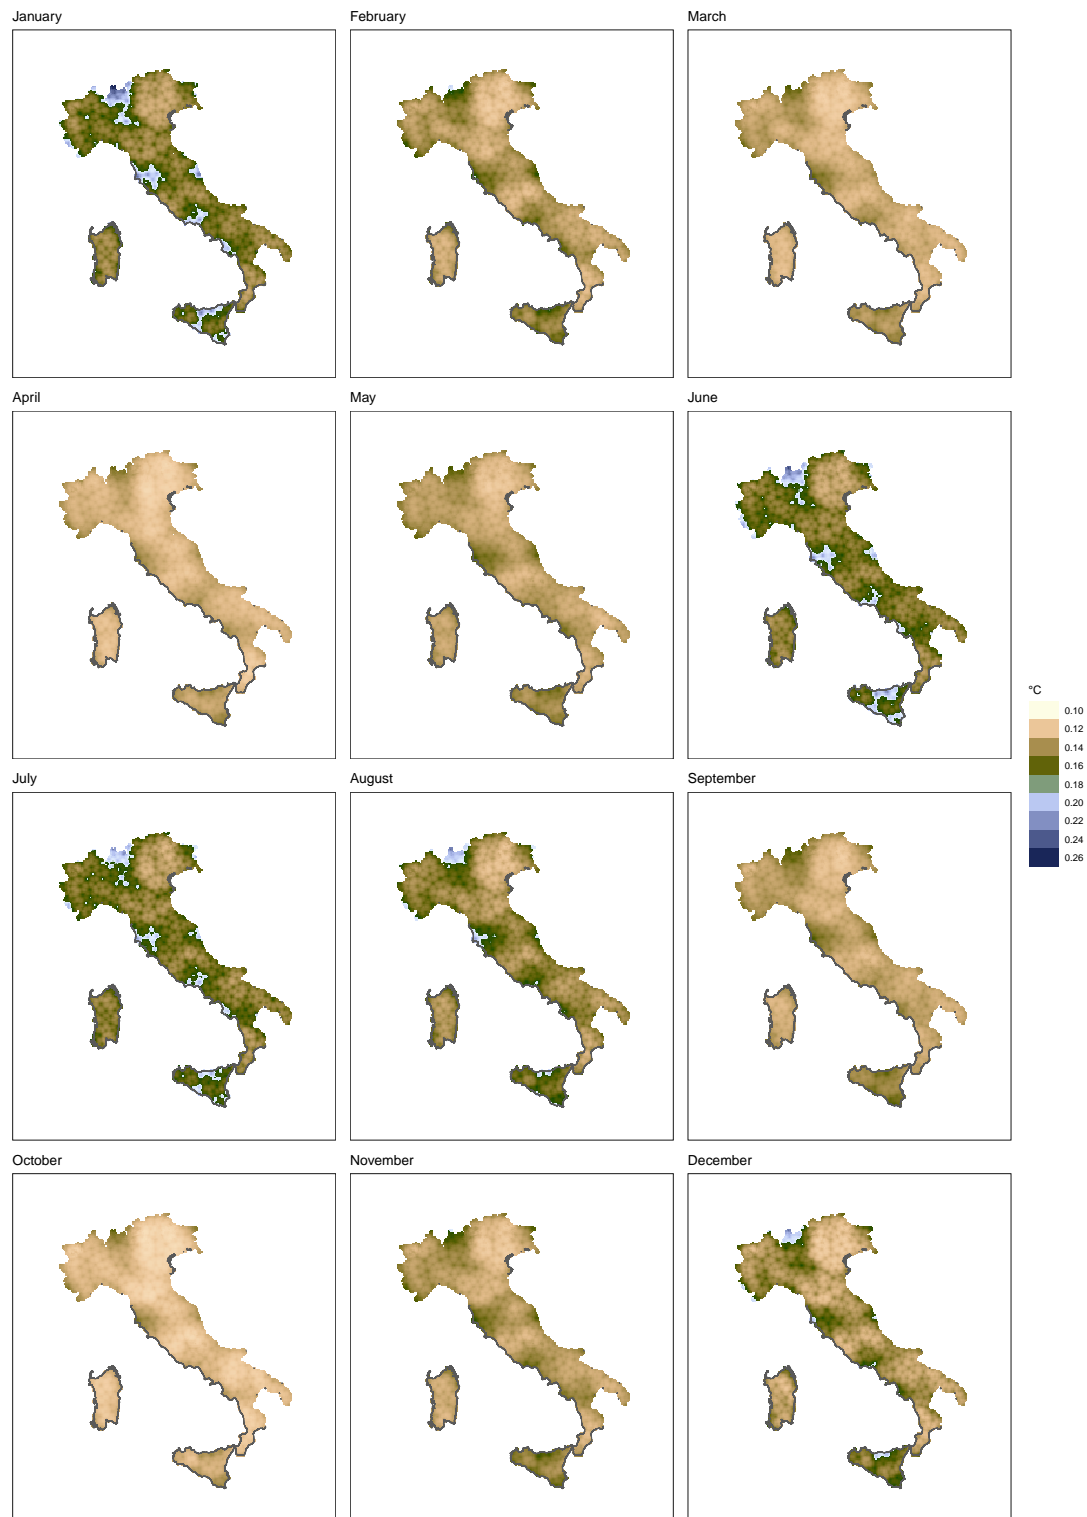 January
February
March
April
May
June
°C
0.10
0.12
0.14
0.16
0.18
0.20
0.22
0.24
0.26
July
August
September
October
November
December